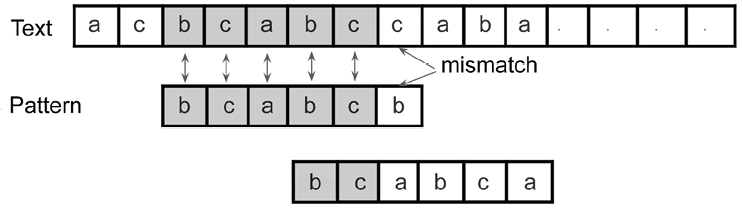 Text a c b c a b c c a b a . . . .
mismatch
. Pattern b c a b c b
b c a b c a